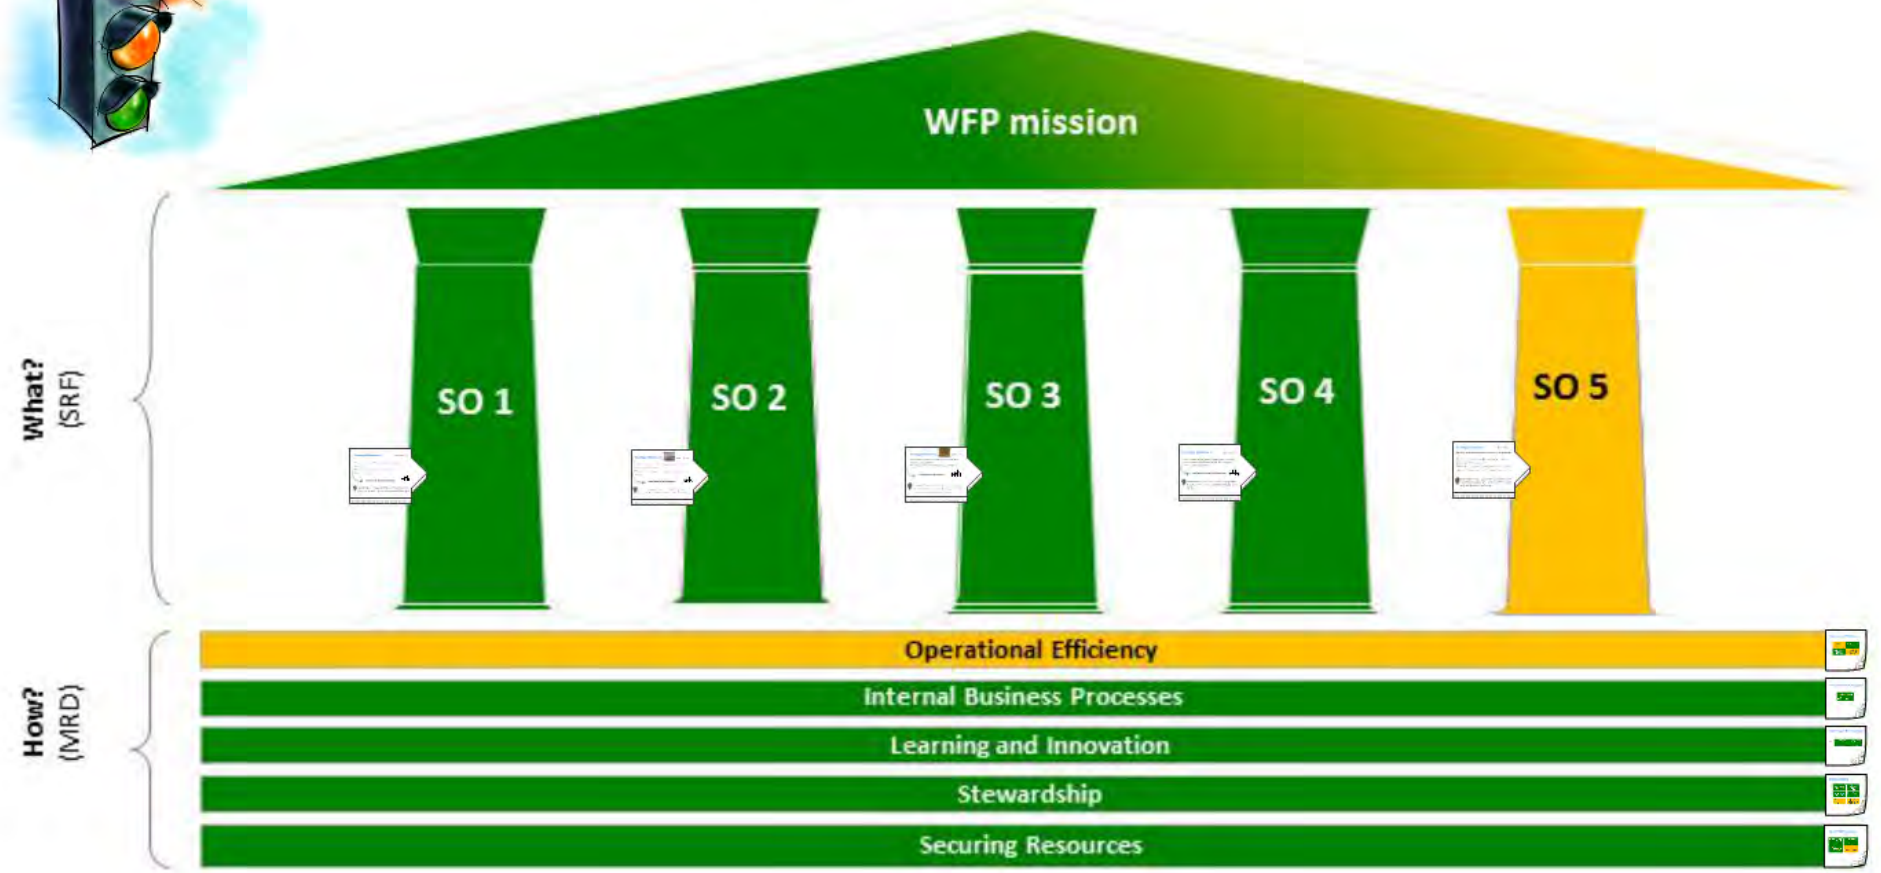 WFP mission
What?
(SRF)
SO 1
SO 2
SO 3
SO 4
SO 5
How?
(MRD)
Operational Efficiency
Internal Business Processes
Learning and Innovation
Stewardship
Securing Resources